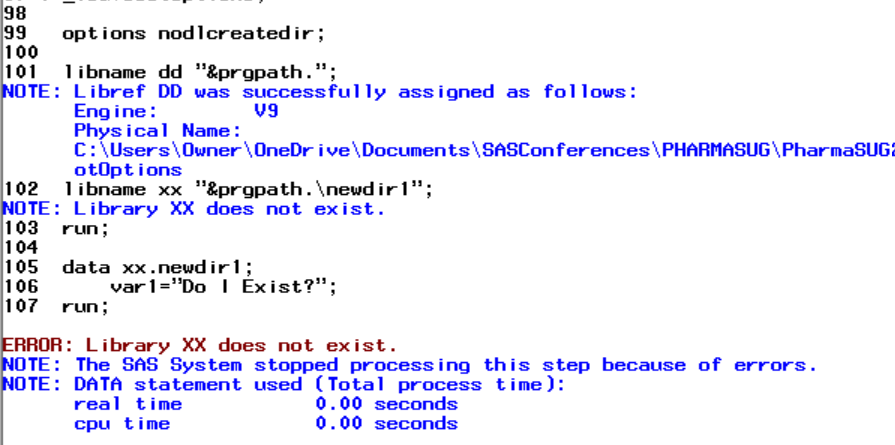 98
99   options nodlcreatedir;
100
101  libname dd "&prgpath.";
NOTE: Libref DD was successfully assigned as follows:
      Engine:        V9
      Physical Name:
      C:\Users\Owner\OneDrive\Documents\SASConferences\PHARMASUG\PharmaSUG2
      otOptions
102  libname xx "&prgpath.\newdir1";
NOTE: Library XX does not exist.
103  run;
104
105  data xx.newdir1;
106      var1="Do I Exist?";
107  run;
ERROR: Library XX does not exist.
NOTE: The SAS System stopped processing this step because of errors.
NOTE: DATA statement used (Total process time):
      real time           0.00 seconds
      cpu time            0.00 seconds